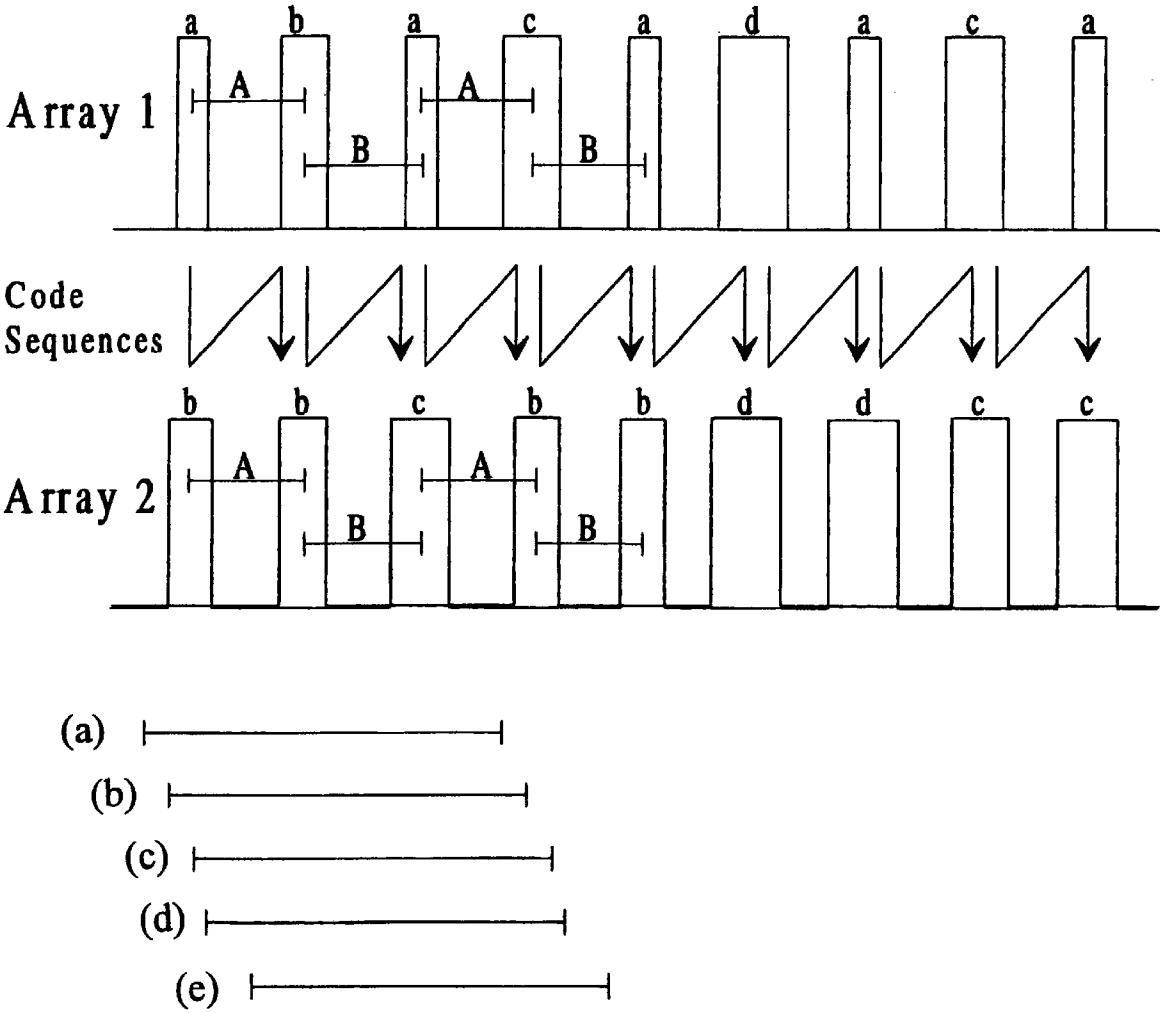 a b a c a d a c a
A A
Array 1
B B
Code
Sequences
b b c b b d d c c
A A
Array 2
B B
(a)
(b)
(c)
(d)
(e)